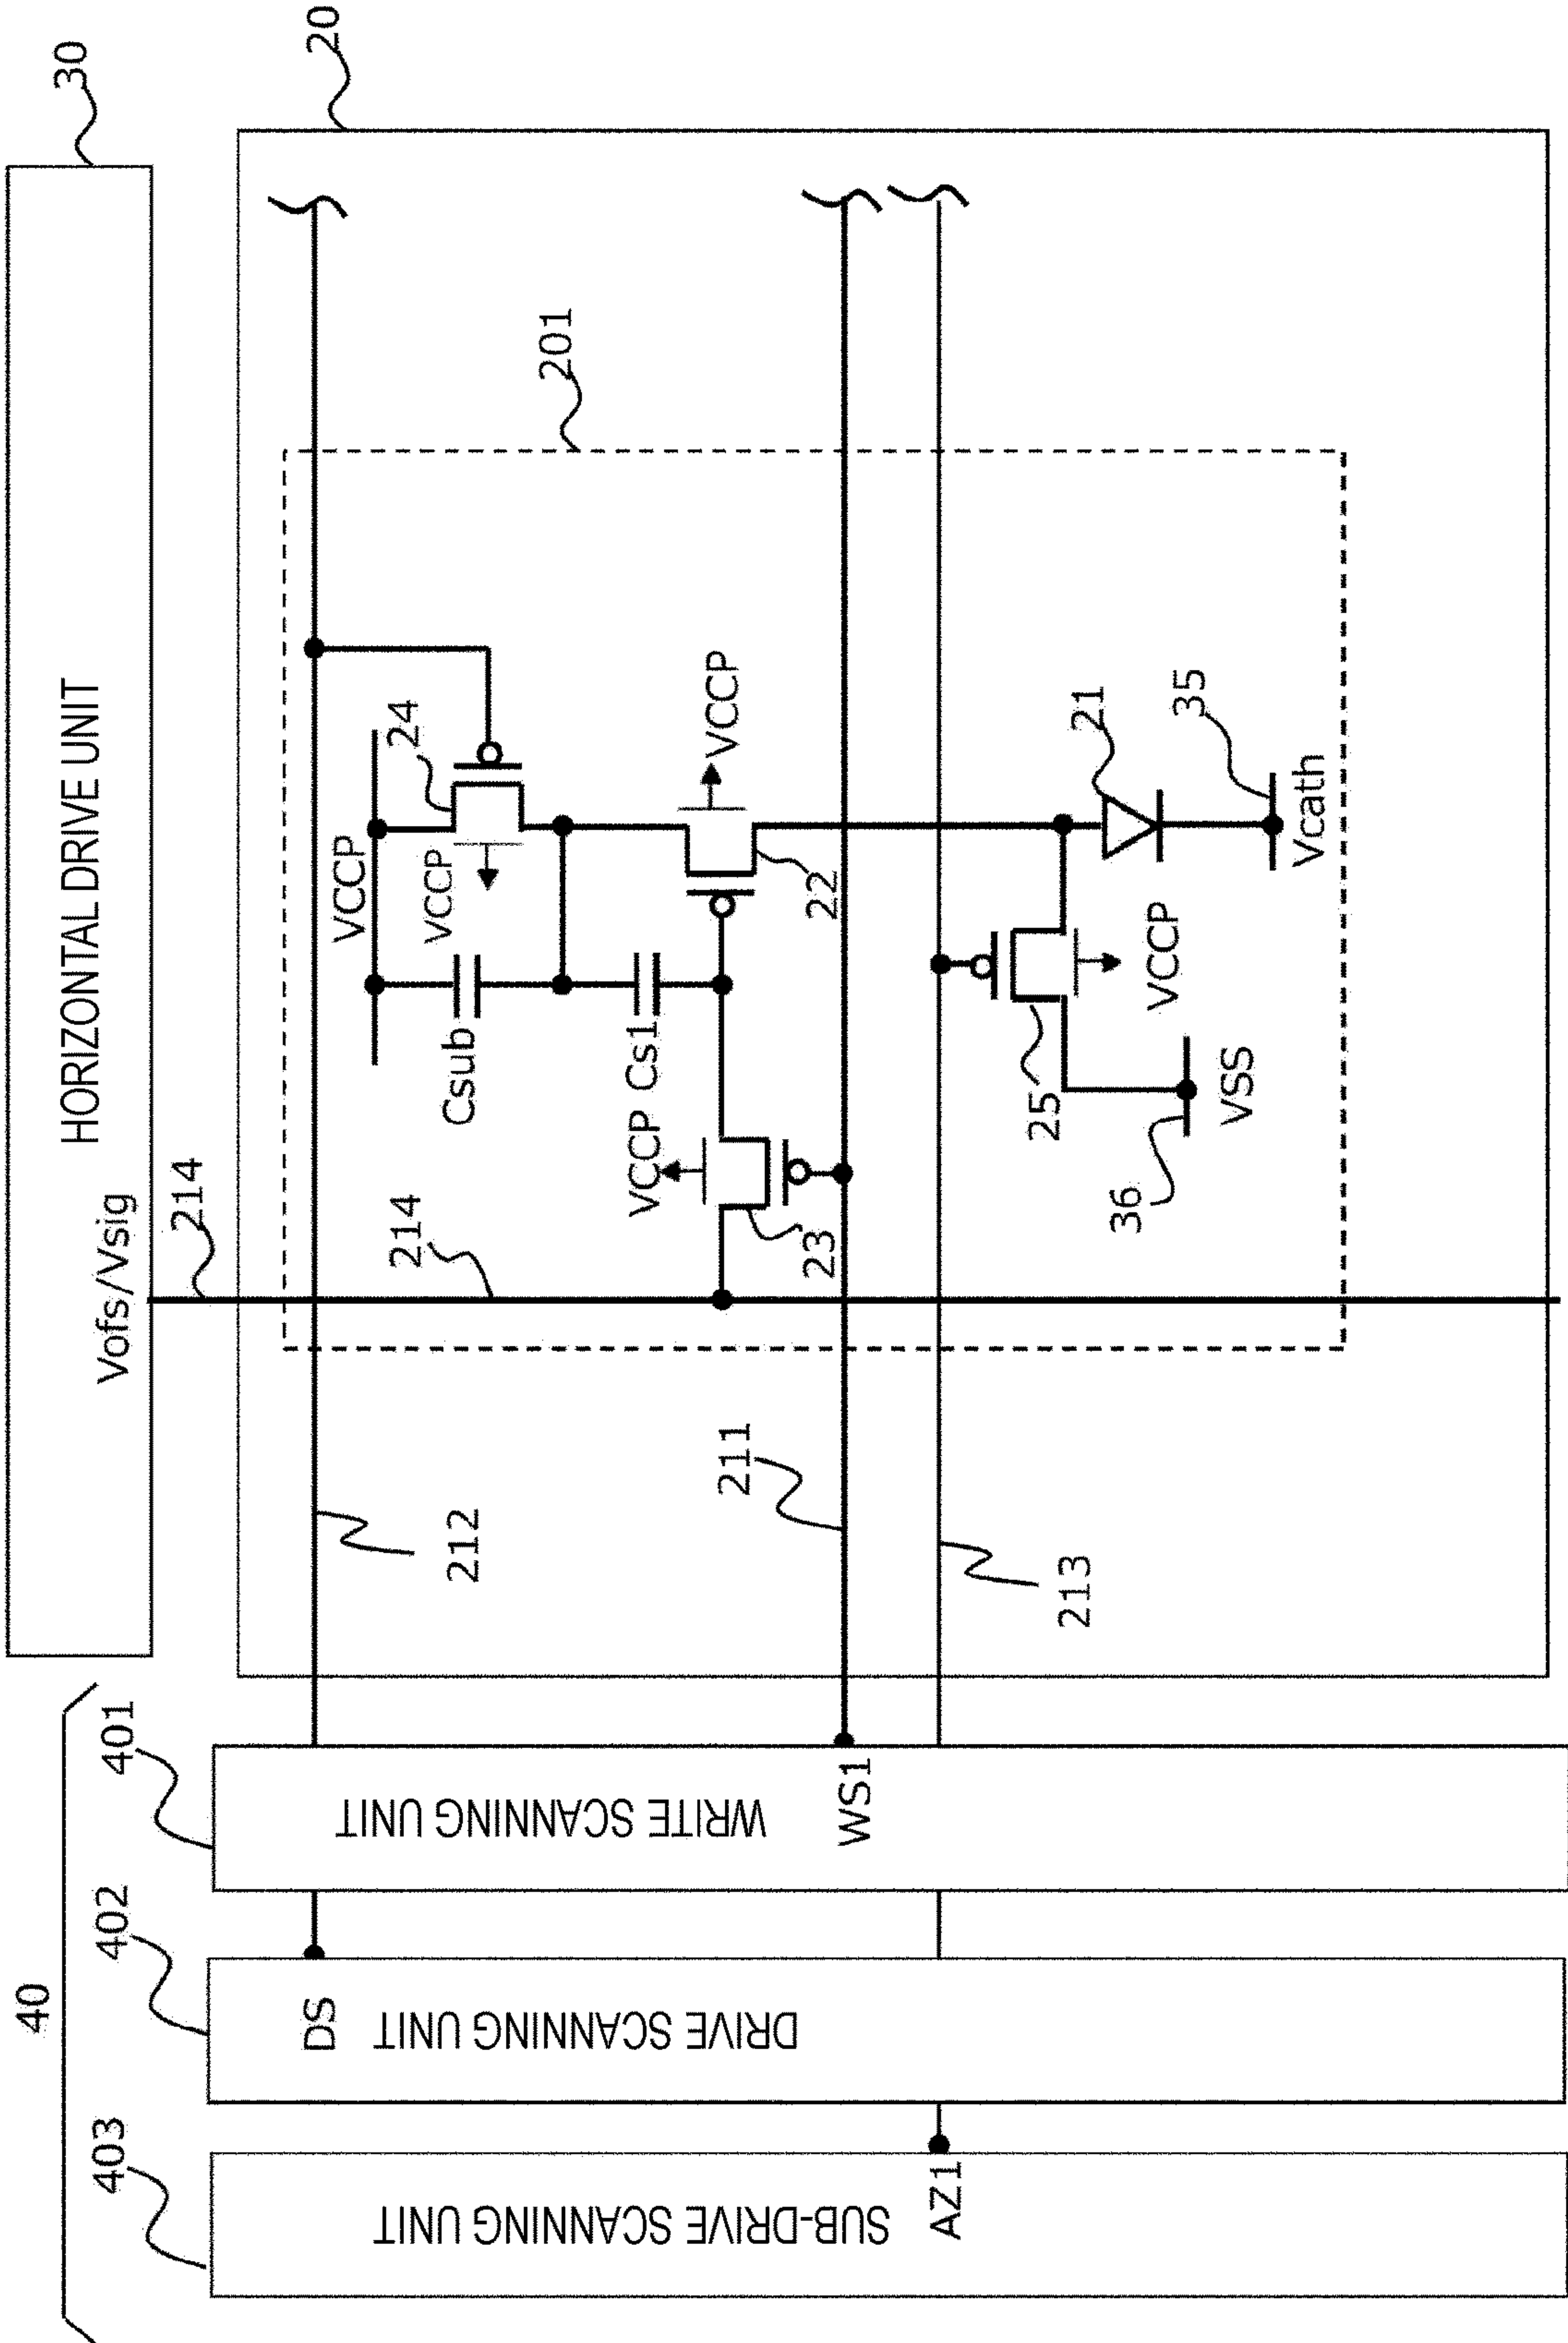 30
HORIZONTAL DRIVE UNIT
Vofs/Vsig
20
214
40
401
402
403
WRITE SCANNING UNIT
WS1
DRIVE SCANNING UNIT
DS
SUB-DRIVE SCANNING UNIT
AZ1
212
211
213
201
214
VCCP
24
VCCP
Csub
Cs1
VCCP
VCCP
22
23
21
35
Vcath
25
VCCP
36
VSS